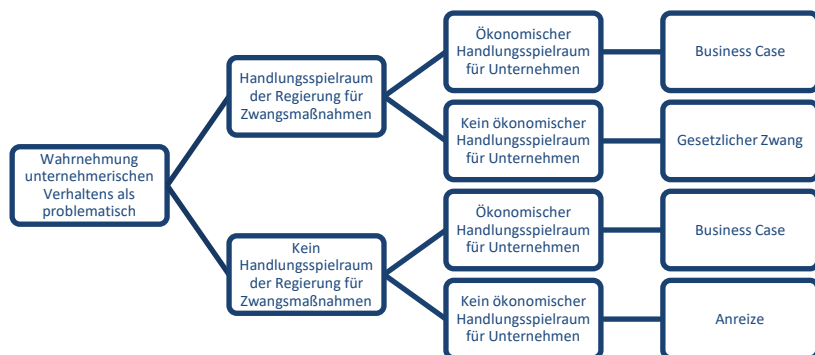 Wahrnehmung
unternehmerischen
Verhaltens als
problematisch
Handlungsspielraum
der Regierung für
Zwangsmaßnahmen
Ökonomischer
Handlungsspielraum
für Unternehmen
Business Case
Kein ökonomischer
Handlungsspielraum
für Unternehmen
Gesetzlicher Zwang
Kein
Handlungsspielraum
der Regierung für
Zwangsmaßnahmen
Ökonomischer
Handlungsspielraum
für Unternehmen
Business Case
Kein ökonomischer
Handlungsspielraum
für Unternehmen
Anreize